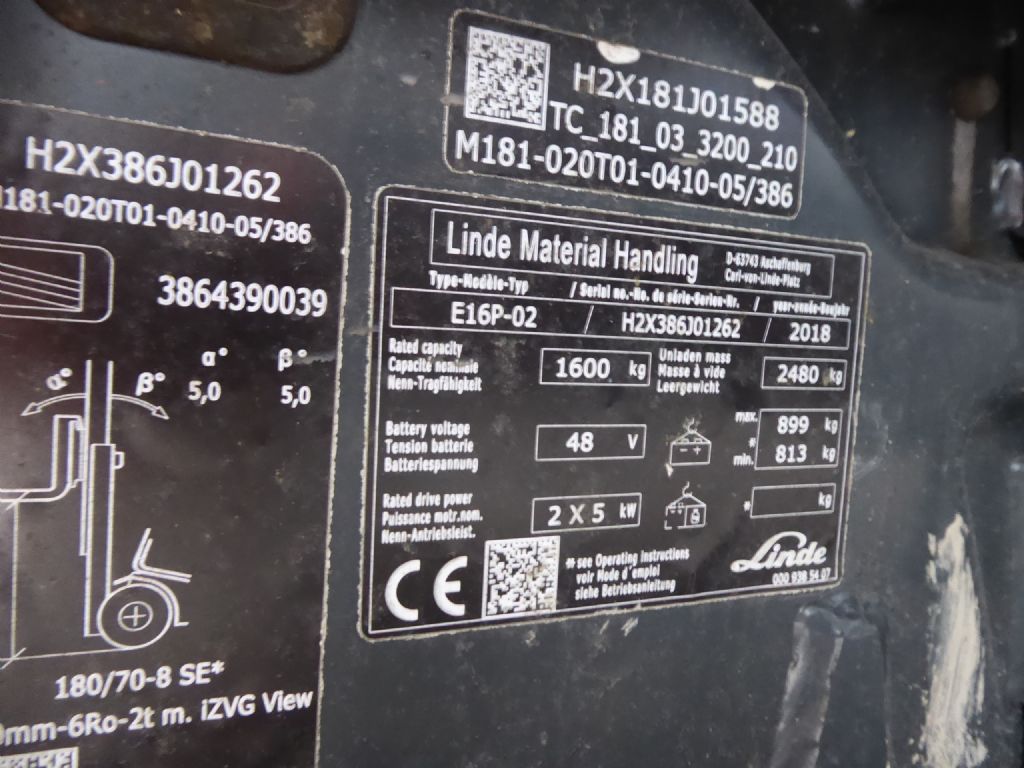 H2X181J01588
TC_181_03_3200_210
M181-020T01-0410-05/386
H2X386J01262
181-020T01-0410-05/386
3864390039
α° β°
5,0 5,0
α° β°
180/70-8 SE*
mm-6Ro-2t m. iZVG View
Linde Material Handling
D-63743 Aschaffenburg
Carl-von-Linde-Platz
Type-Modèle-Typ / Serial no.-No. de série-Serien-Nr. / year-année-Baujahr
E16P-02 / H2X386J01262 / 2018
Rated capacity
Capacité nominale
Nenn-Tragfähigkeit
1600 kg
Unladen mass
Masse à vide
Leergewicht
2480 kg
Battery voltage
Tension batterie
Batteriespannung
48 V
max. 899 kg
*
min. 813 kg
Rated drive power
Puissance motr.nom.
Nenn-Antriebsleist.
2 X 5 kW
* kg
CE
*see Operating Instructions
voir Mode d'emploi
siehe Betriebsanleitung
Linde
000 938 54 07